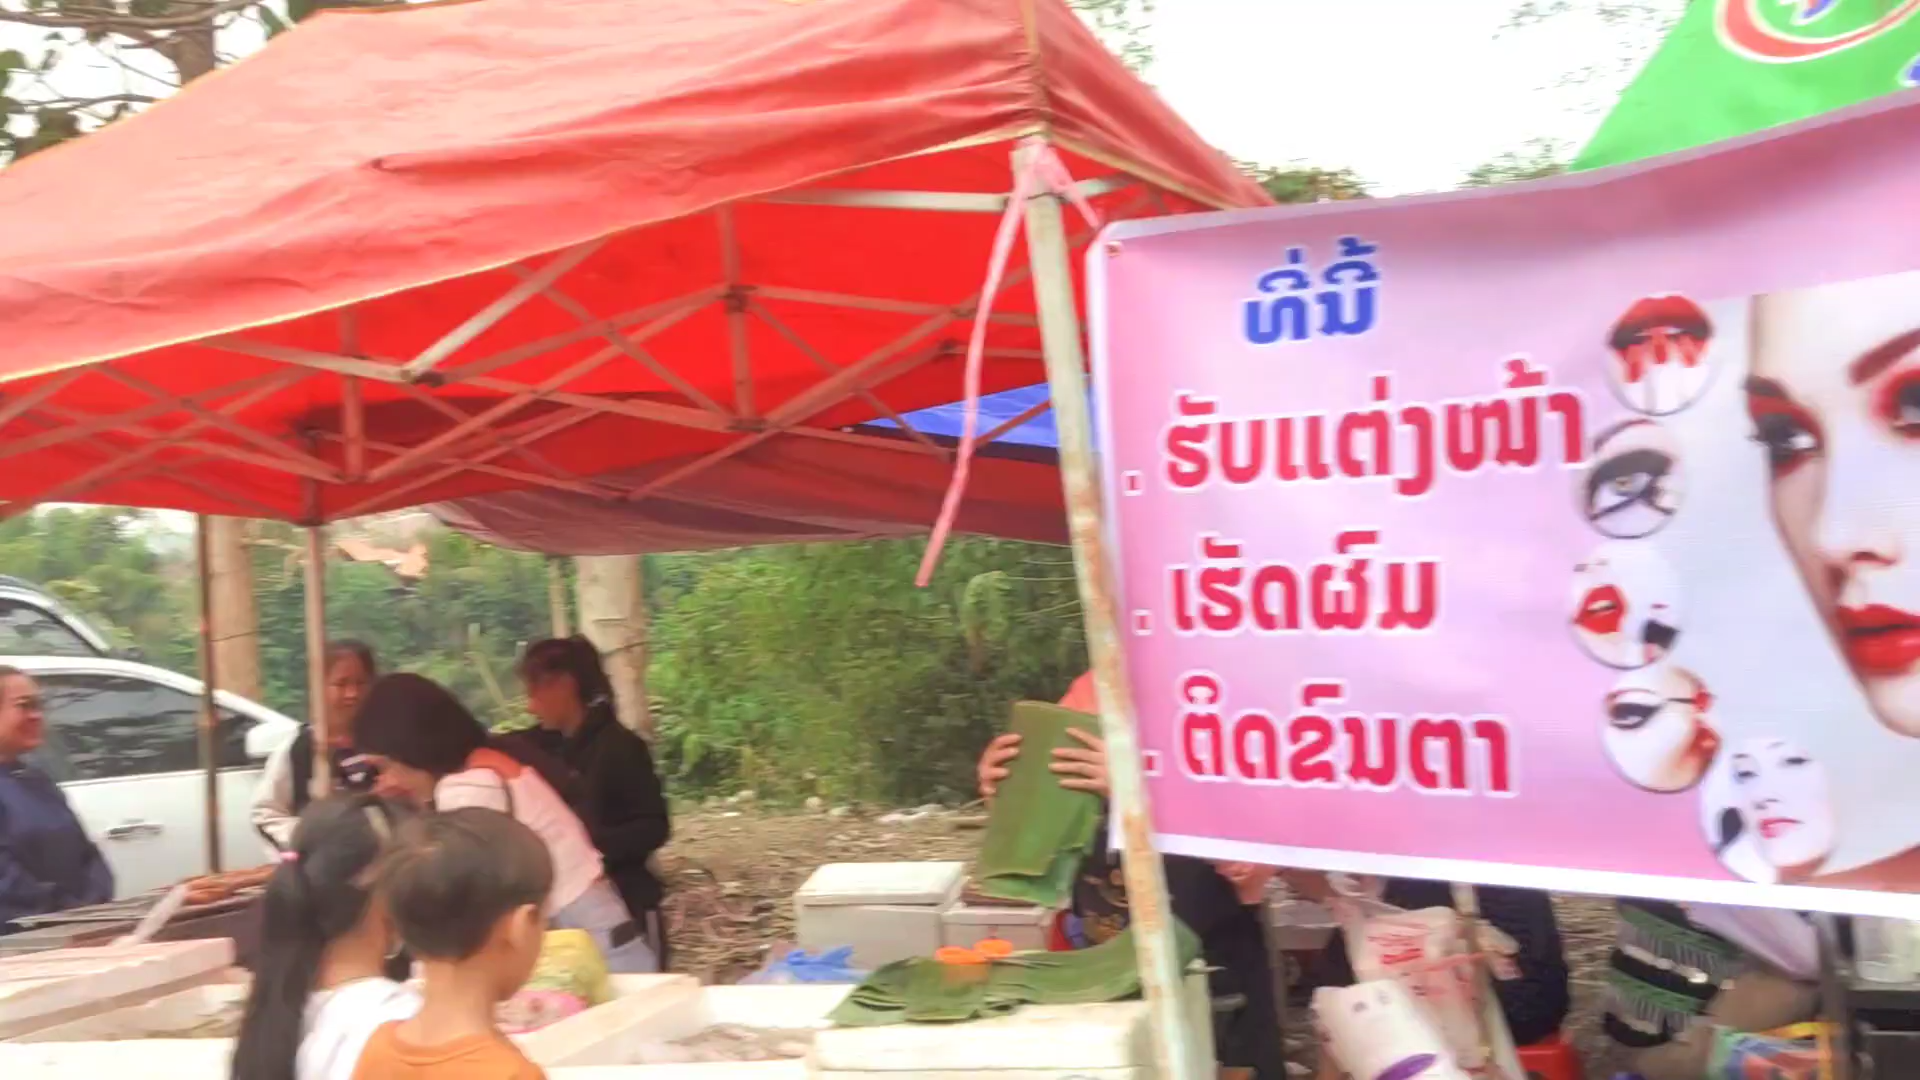 ທີ່ນີ້
. ຮັບແຕ່ງໜ້າ
. ເຮັດຜົມ
. ຕິດຂົນຕາ